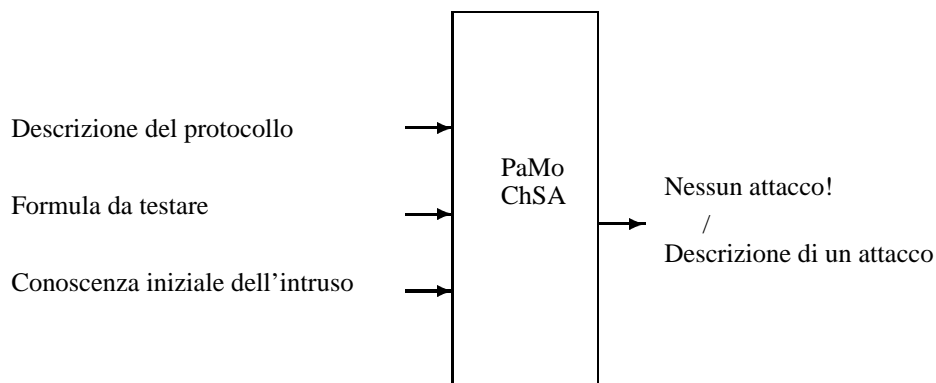 Descrizione del protocollo
Formula da testare
Conoscenza iniziale dell'intruso
PaMo
ChSA
Nessun attacco!
/
Descrizione di un attacco